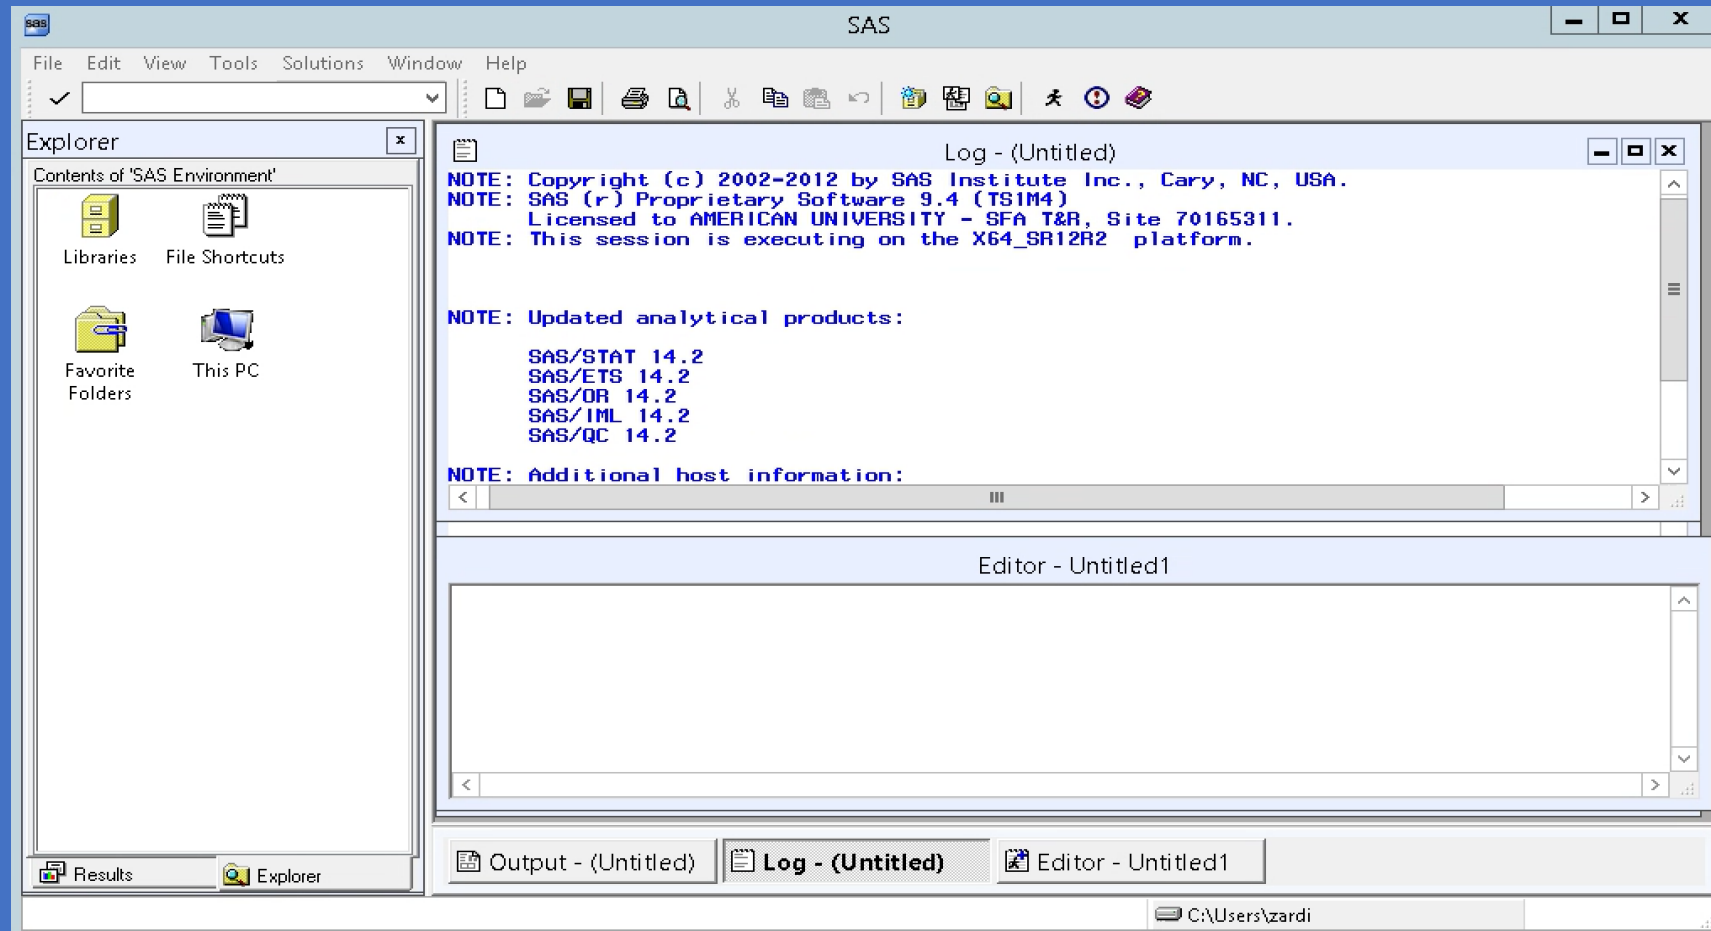 sas
SAS
File Edit View Tools Solutions Window Help
Explorer
Contents of 'SAS Environment'
Libraries
File Shortcuts
Favorite
Folders
This PC
Results
Explorer
Log - (Untitled)
NOTE: Copyright (c) 2002-2012 by SAS Institute Inc., Cary, NC, USA.
NOTE: SAS (r) Proprietary Software 9.4 (TS1M4)
Licensed to AMERICAN UNIVERSITY - SFA T&R, Site 70165311.
NOTE: This session is executing on the X64_SR12R2 platform.
NOTE: Updated analytical products:
SAS/STAT 14.2
SAS/ETS 14.2
SAS/OR 14.2
SAS/IML 14.2
SAS/QC 14.2
NOTE: Additional host information:
Editor - Untitled1
Output - (Untitled)
Log - (Untitled)
Editor - Untitled1
C:\Users\zardi